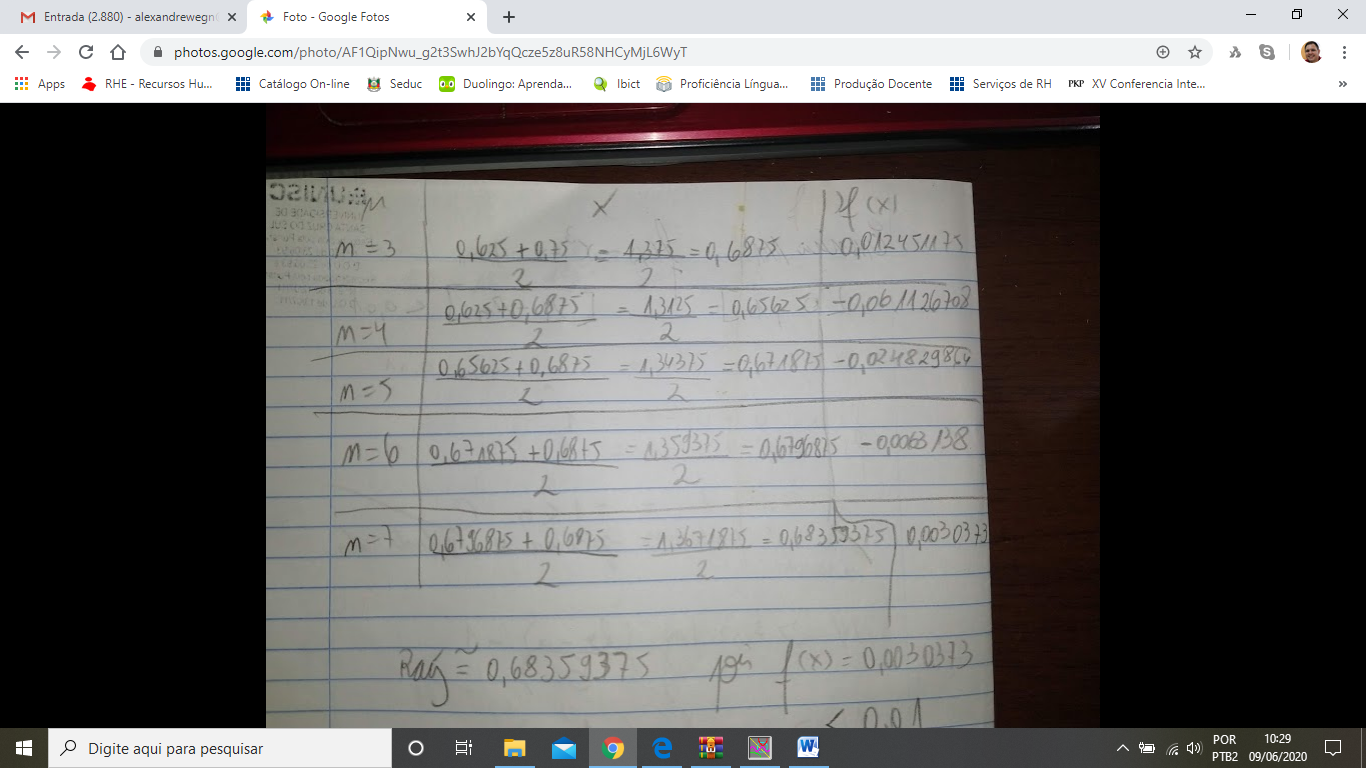 Entrada (2.880) - alexandrewegn
Foto - Google Fotos
photos.google.com/photo/AF1QipNwu_g2t3SwhJ2bYqQcze5z8uR58NHCyMjL6WyT
Apps RHE - Recursos Hu... Catálogo On-line Seduc Duolingo: Aprenda... Ibict Proficiência Língua... Produção Docente Serviços de RH PKP XV Conferencia Inte... »
UNISC
x f(x)
n=3 0,625 + 0,75 / 2 = 1,375 / 2 = 0,6875 0,012451175
n=4 0,625 + 0,6875 / 2 = 1,3125 / 2 = 0,65625 -0,061126708
n=5 0,65625 + 0,6875 / 2 = 1,34375 / 2 = 0,671875 -0,024829864
n=6 0,671875 + 0,6875 / 2 = 1,359375 / 2 = 0,6796875 -0,0063138
n=7 0,6796875 + 0,6875 / 2 = 1,3671875 / 2 = 0,68359375 0,0030373
Raiz ≅ 0,68359375 pois f(x) = 0,0030373
< 0,01
Digite aqui para pesquisar
POR 10:29
PTB2 09/06/2020